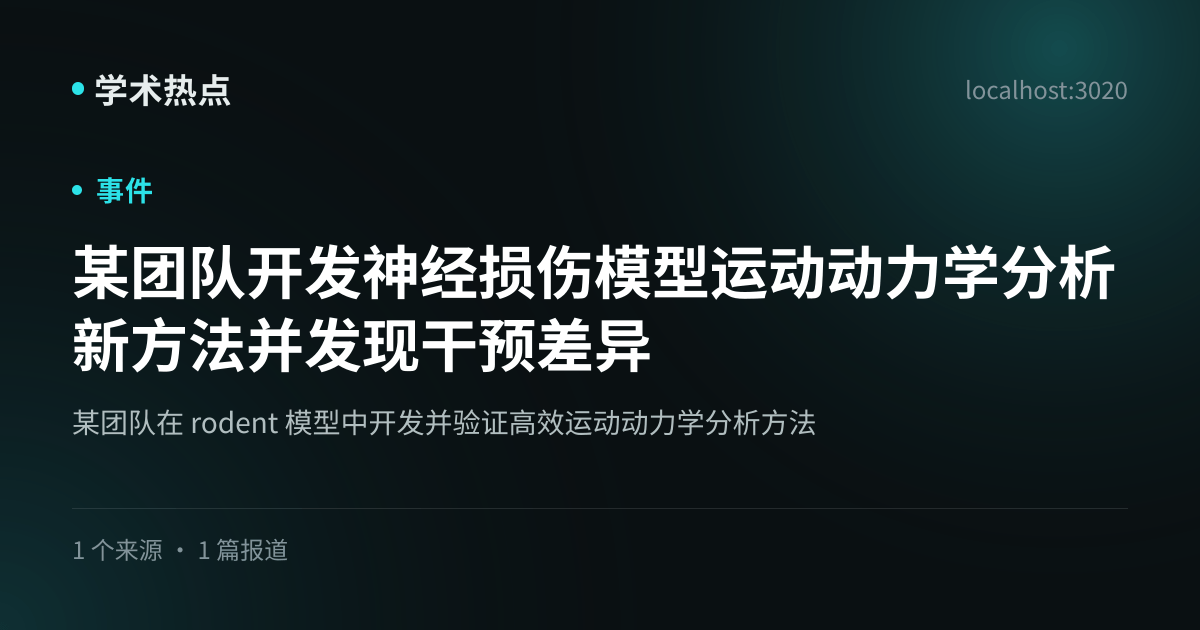 学术热点
localhost:3020
事件
某团队开发神经损伤模型运动动力学分析
新方法并发现干预差异
某团队在 rodent 模型中开发并验证高效运动动力学分析方法
1 个来源 · 1 篇报道